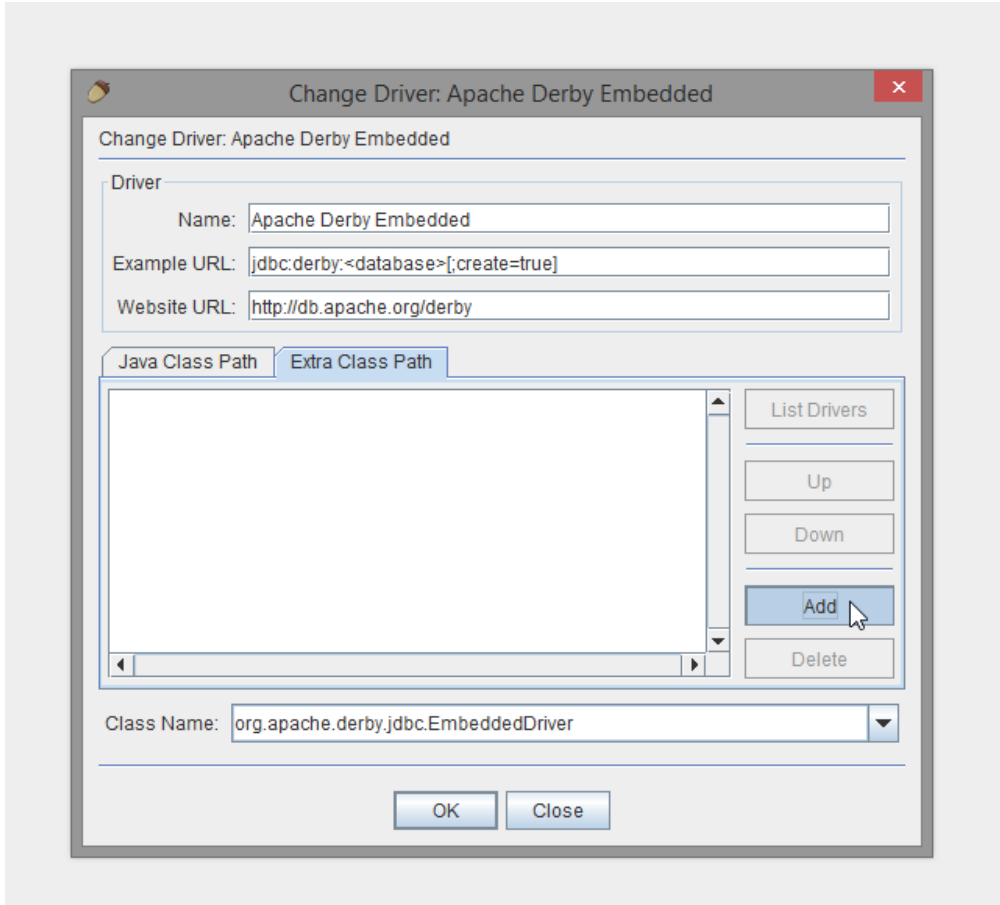 Change Driver: Apache Derby Embedded
Change Driver: Apache Derby Embedded
Driver
Name: Apache Derby Embedded
Example URL: jdbc:derby:<database>[;create=true]
Website URL: http://db.apache.org/derby
Java Class Path Extra Class Path
List Drivers
Up
Down
Add
Delete
Class Name: org.apache.derby.jdbc.EmbeddedDriver
OK Close